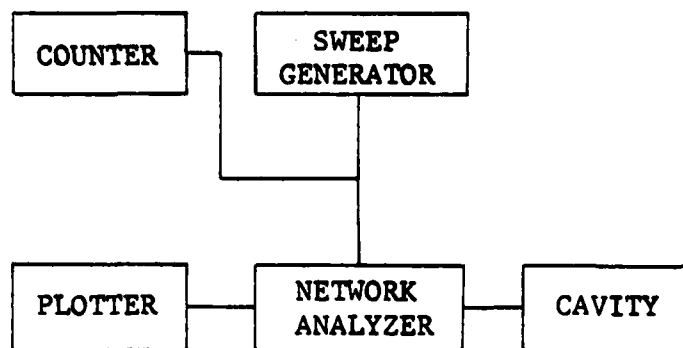 COUNTER
SWEEP
GENERATOR
PLOTTER
NETWORK
ANALYZER
CAVITY